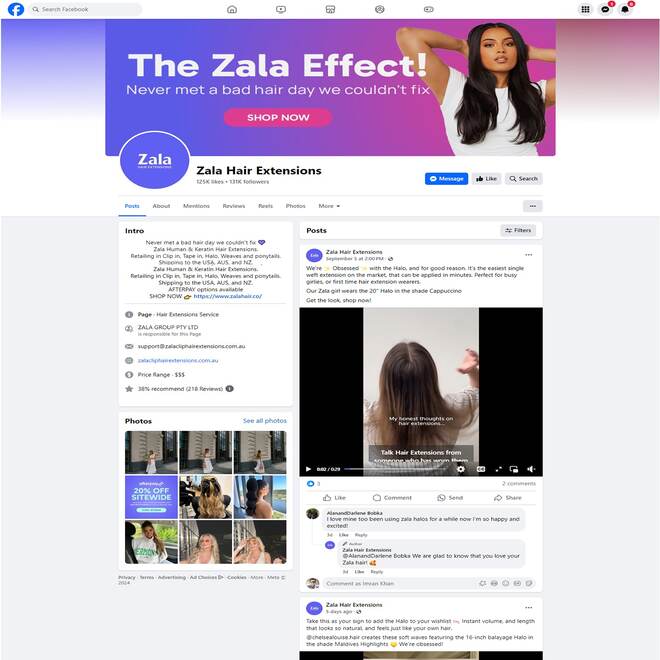 Search Facebook
1
6
The Zala Effect!
Never met a bad hair day we couldn't fix
SHOP NOW
Zala
HAIR EXTENSIONS
Zala Hair Extensions
125K likes • 131K followers
Message
Like
Search
Posts
About
Mentions
Reviews
Reels
Photos
More
Intro
Never met a bad hair day we couldn't fix 💜
Zala Human & Keratin Hair Extensions.
Retailing in Clip in, Tape in, Halo, Weaves and ponytails.
Shipping to the USA, AUS, and NZ.
Zala Human & Keratin Hair Extensions.
Retailing in Clip in, Tape in, Halo, Weaves and ponytails.
Shipping to the USA, AUS, and NZ.
AFTERPAY options available
SHOP NOW 👉 https://www.zalahair.co/
Page · Hair Extensions Service
ZALA GROUP PTY LTD
is responsible for this Page
support@zalacliphairextensions.com.au
zalacliphairextensions.com.au
Price Range · $$$
38% recommend (218 Reviews)
Photos
See all photos
afterpay
20% OFF
SITEWIDE
Privacy · Terms · Advertising · Ad Choices · Cookies · More · Meto ©
2024
Posts
Filters
Zala
Zala Hair Extensions
September 5 at 2:00 PM ·
We're ✨ Obsessed ✨ with the Halo, and for good reason. It's the easiest single
weft extension on the market, that can be applied in minutes. Perfect for busy
girlies, or first time hair extension wearers.
Our Zala girl wears the 20" Halo in the shade Cappuccino
Get the look, shop now!
My honest thoughts on
hair extensions...
Talk Hair Extensions from
someone who has worn them
0:02 / 0:29
3
2 comments
Like
Comment
Send
Share
AlanandDarlene Bobka
I love mine too been using zala halos for a while now I'm so happy and
excited!
3d Like Reply
Author
Zala Hair Extensions
@AlanandDarlene Bobka We are glad to know that you love your
Zala hair! 🥰
3d Like Reply
Comment as Imran Khan
Zala
Zala Hair Extensions
5 days ago ·
Take this as your sign to add the Halo to your wishlist. Instant volume, and length
that looks so natural, and feels just like your own hair.
@chelsealouise.hair creates these soft waves featuring the 16-inch balayage Halo in
the shade Maldives Highlights 😍 We're obsessed!